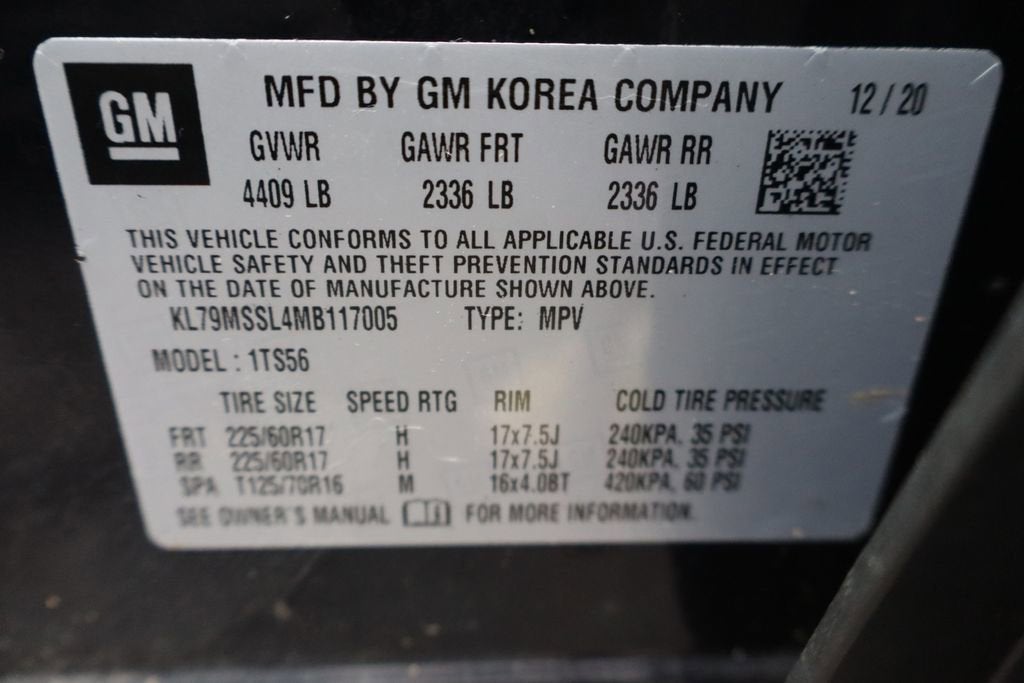 GM
MFD BY GM KOREA COMPANY 12/20
GVWR GAWR FRT GAWR RR
4409 LB 2336 LB 2336 LB
THIS VEHICLE CONFORMS TO ALL APPLICABLE U.S. FEDERAL MOTOR
VEHICLE SAFETY AND THEFT PREVENTION STANDARDS IN EFFECT
ON THE DATE OF MANUFACTURE SHOWN ABOVE.
KL79MSSL4MB117005 TYPE: MPV
MODEL : 1TS56
TIRE SIZE SPEED RTG RIM COLD TIRE PRESSURE
FRT 225/60R17 H 17x7.5J 240KPA, 35 PSI
RR 225/60R17 H 17x7.5J 240KPA, 35 PSI
SPA T125/70R16 M 16x4.0BT 420KPA, 60 PSI
SEE OWNER'S MANUAL FOR MORE INFORMATION.